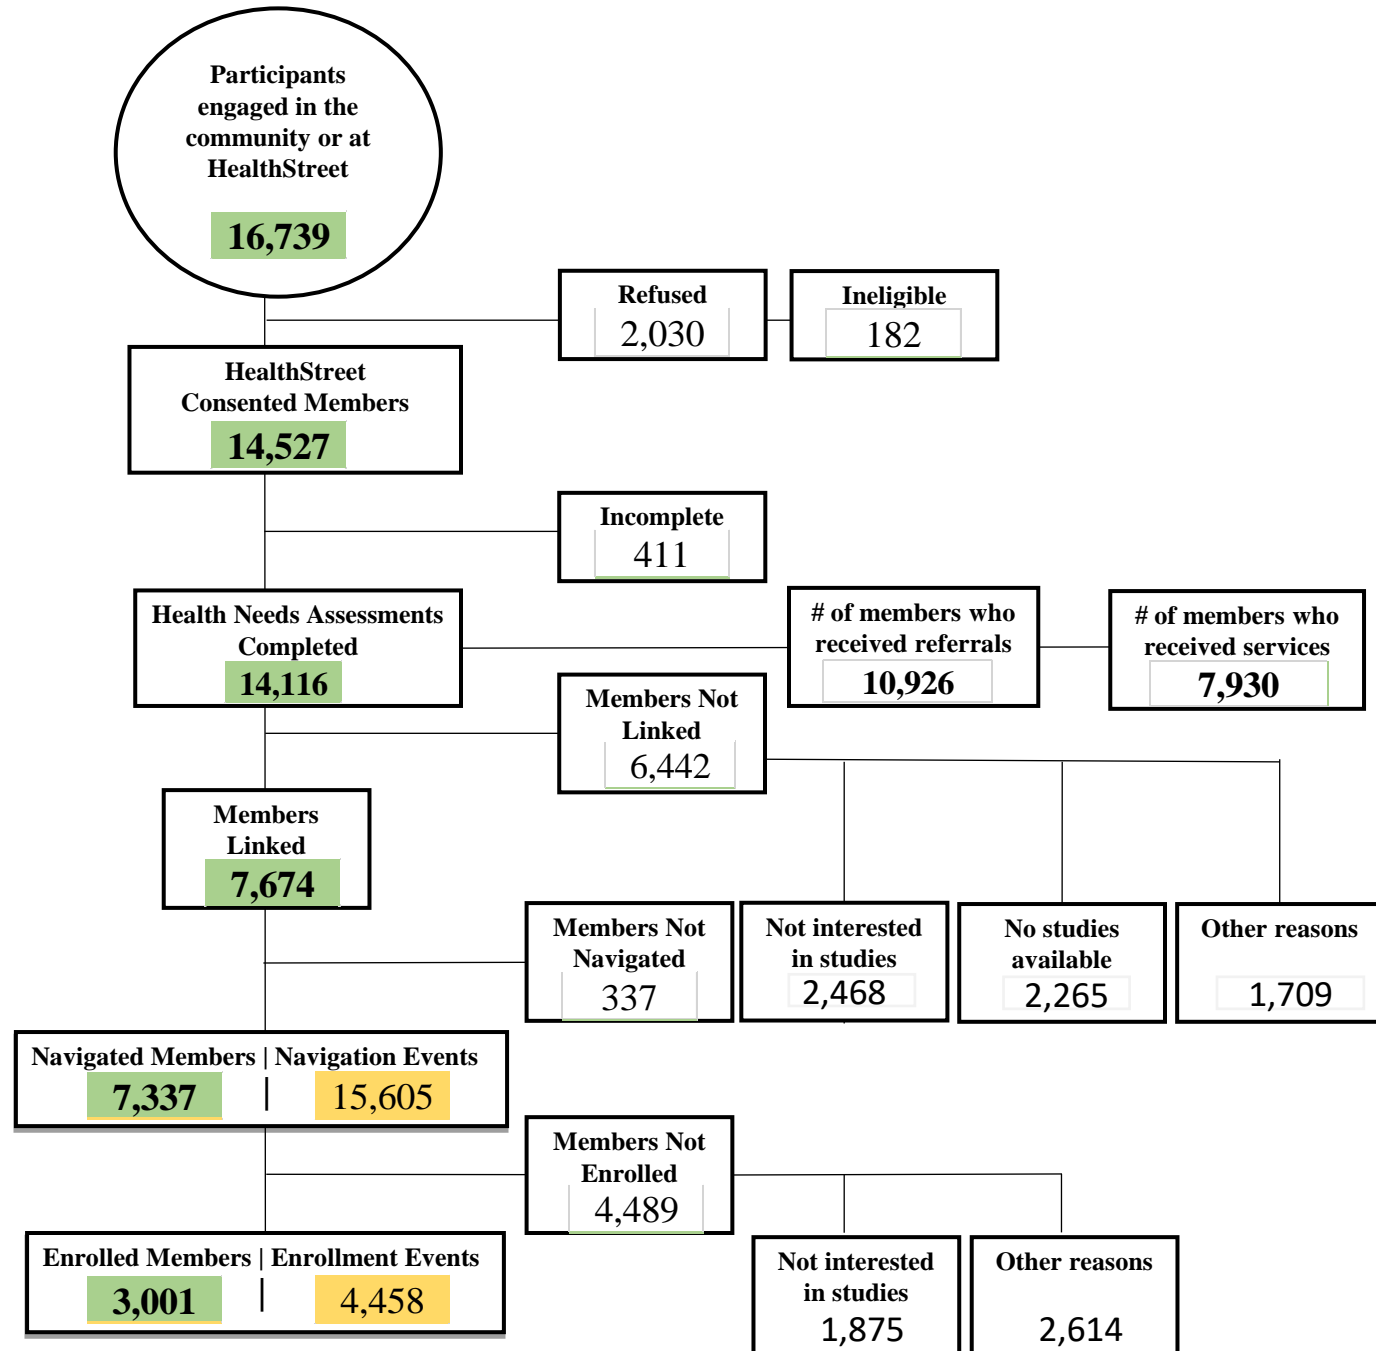 Participants
engaged in the
community or at
HealthStreet
16,739
Refused
2,030
Ineligible
182
HealthStreet
Consented Members
14,527
Incomplete
411
Health Needs Assessments
Completed
14,116
# of members who
received referrals
10,926
# of members who
received services
7,930
Members Not
Linked
6,442
Members
Linked
7,674
Members Not
Navigated
337
Not interested
in studies
2,468
No studies
available
2,265
Other reasons
1,709
Navigated Members | Navigation Events
7,337 | 15,605
Members Not
Enrolled
4,489
Enrolled Members | Enrollment Events
3,001 | 4,458
Not interested
in studies
1,875
Other reasons
2,614